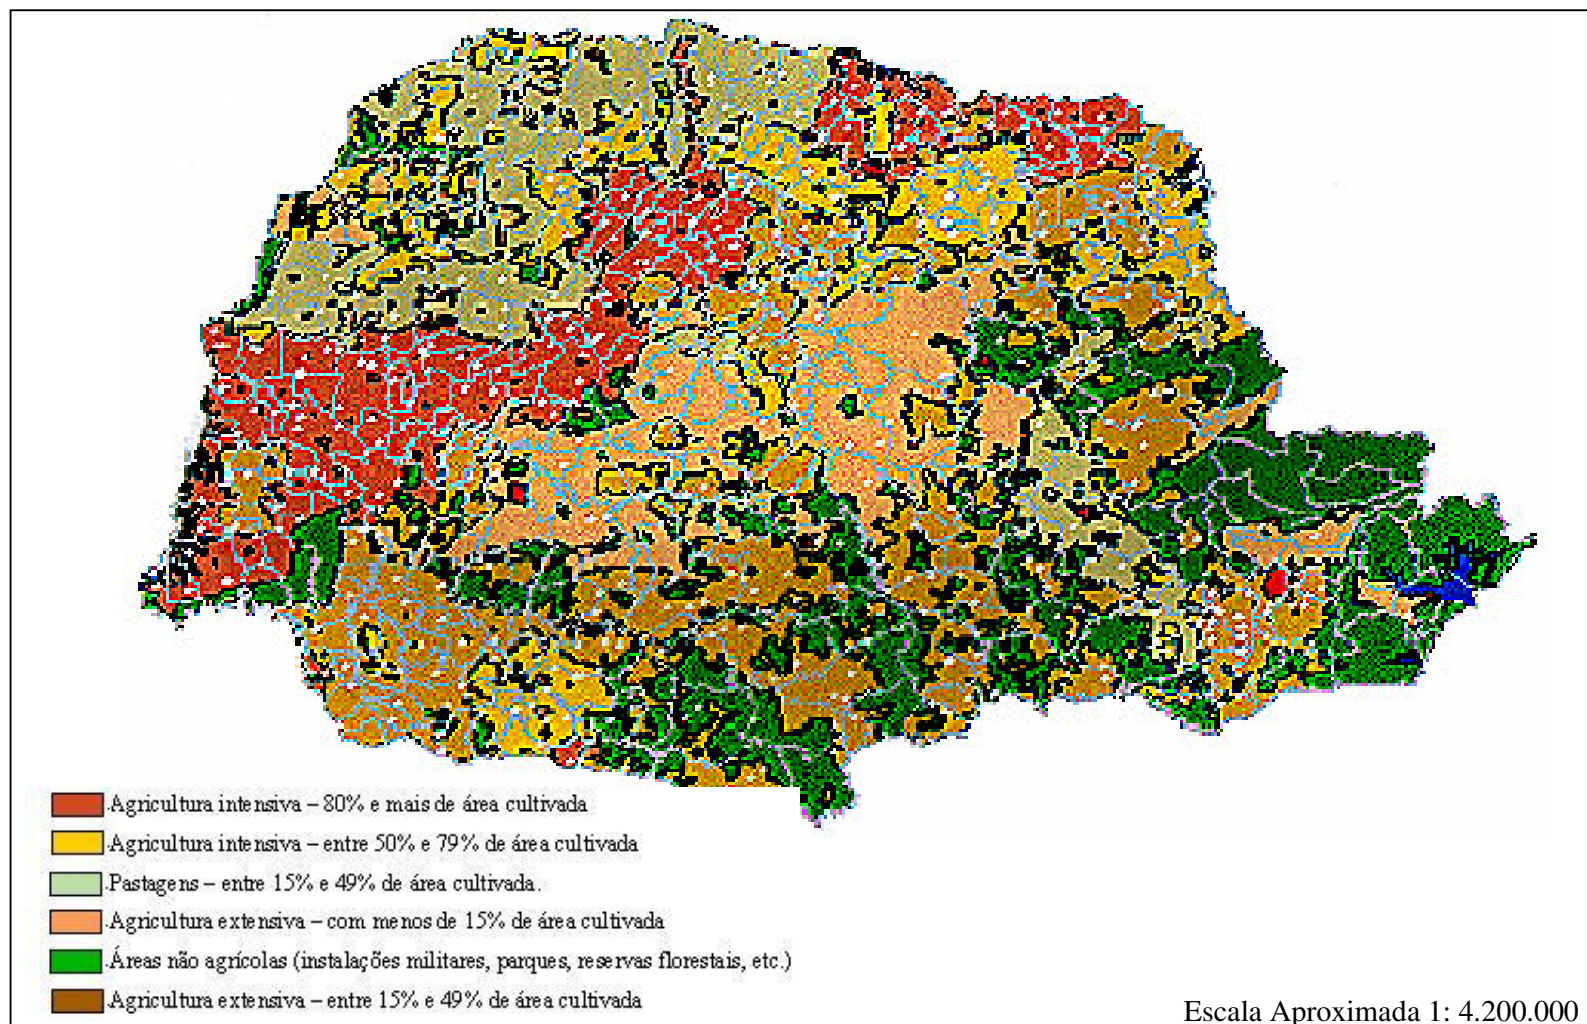 Agricultura intensiva – 80% e mais de área cultivada
Agricultura intensiva – entre 50% e 79% de área cultivada
Pastagens – entre 15% e 49% de área cultivada.
Agricultura extensiva – com menos de 15% de área cultivada
Áreas não agrícolas (instalações militares, parques, reservas florestais, etc.)
Agricultura extensiva – entre 15% e 49% de área cultivada
Escala Aproximada 1: 4.200.000